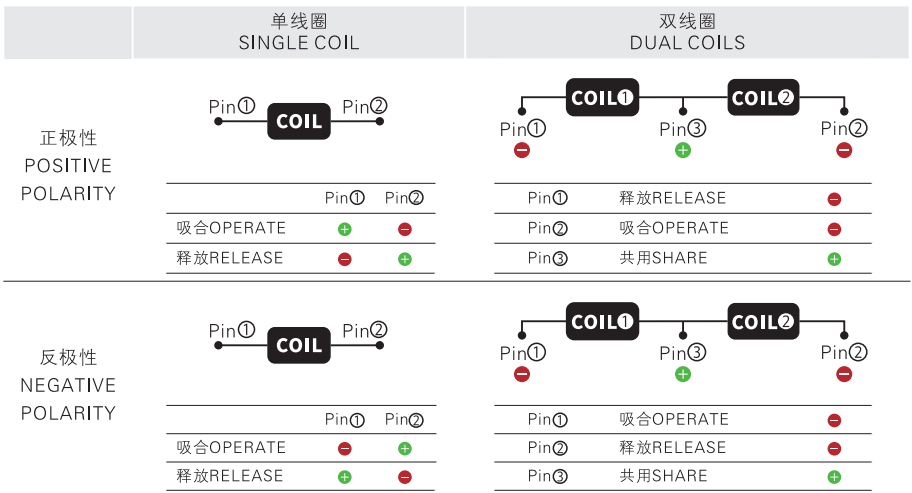 单线圈
SINGLE COIL
双线圈
DUAL COILS
正极性
POSITIVE
POLARITY
Pin① COIL Pin②
Pin① Pin②
吸合OPERATE + −
释放RELEASE − +
COIL❶ COIL❷
Pin① Pin③ Pin②
− + −
Pin① 释放RELEASE −
Pin② 吸合OPERATE −
Pin③ 共用SHARE +
反极性
NEGATIVE
POLARITY
Pin① COIL Pin②
Pin① Pin②
吸合OPERATE − +
释放RELEASE + −
COIL❶ COIL❷
Pin① Pin③ Pin②
− + −
Pin① 吸合OPERATE −
Pin② 释放RELEASE −
Pin③ 共用SHARE +